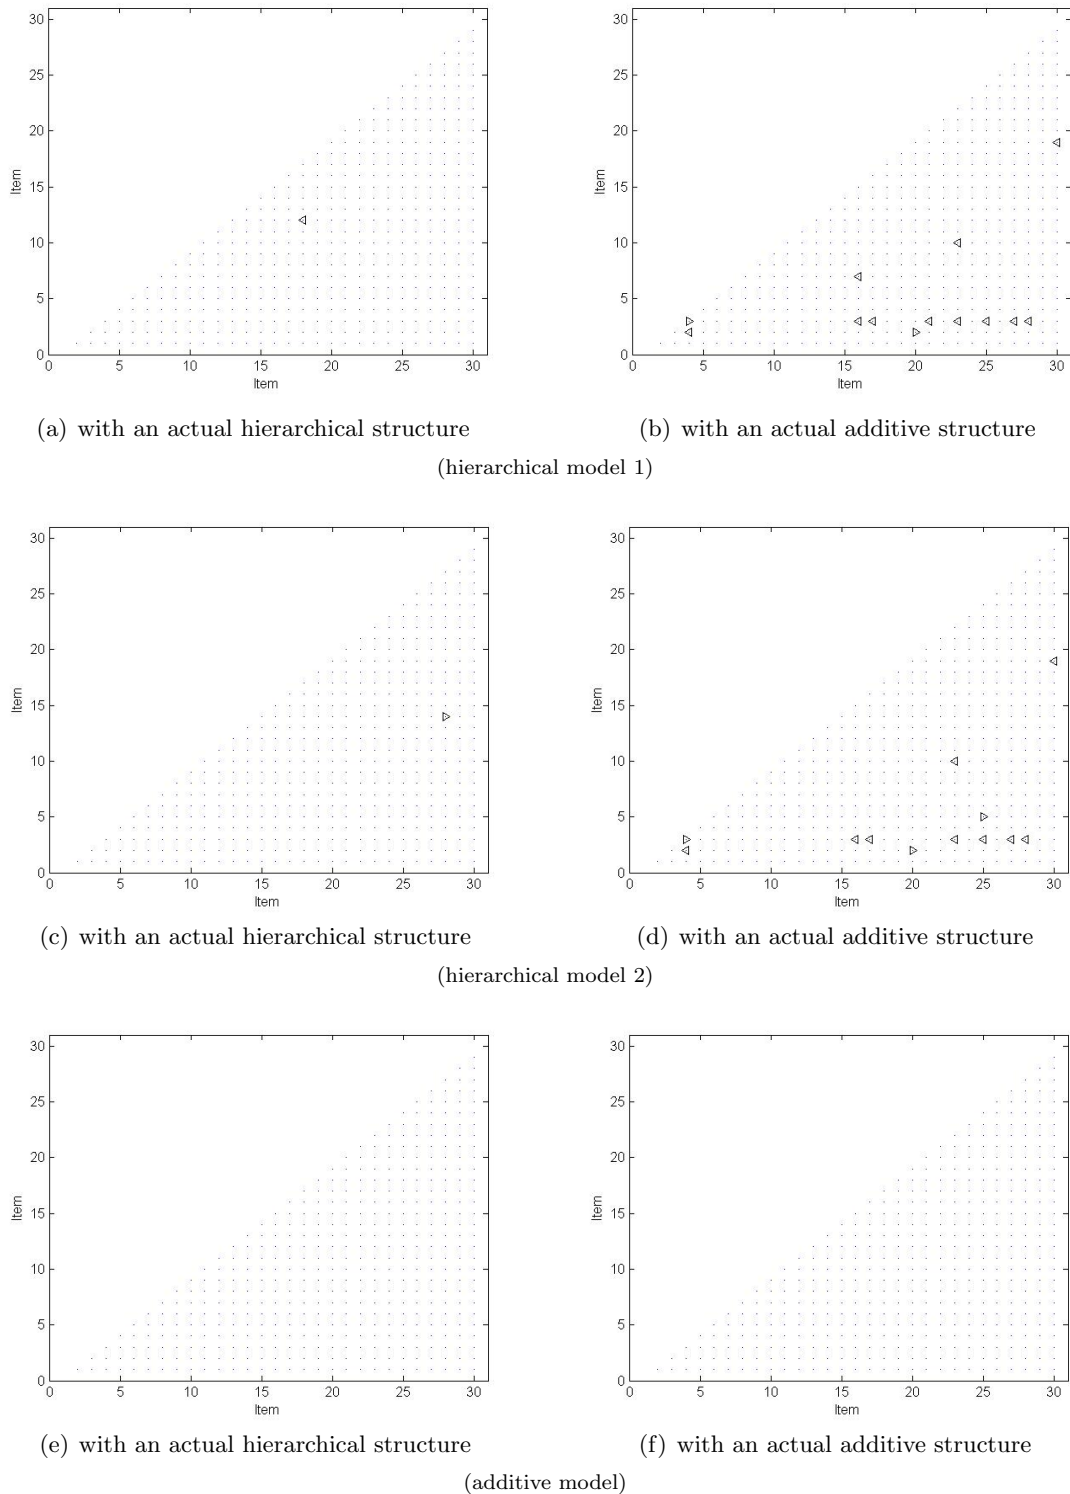 30
25
20
15
10
5
0
Item
0 5 10 15 20 25 30
Item
30
25
20
15
10
5
0
Item
0 5 10 15 20 25 30
Item
(a) with an actual hierarchical structure
(b) with an actual additive structure
(hierarchical model 1)
30
25
20
15
10
5
0
Item
0 5 10 15 20 25 30
Item
30
25
20
15
10
5
0
Item
0 5 10 15 20 25 30
Item
(c) with an actual hierarchical structure
(d) with an actual additive structure
(hierarchical model 2)
30
25
20
15
10
5
0
Item
0 5 10 15 20 25 30
Item
30
25
20
15
10
5
0
Item
0 5 10 15 20 25 30
Item
(e) with an actual hierarchical structure
(f) with an actual additive structure
(additive model)